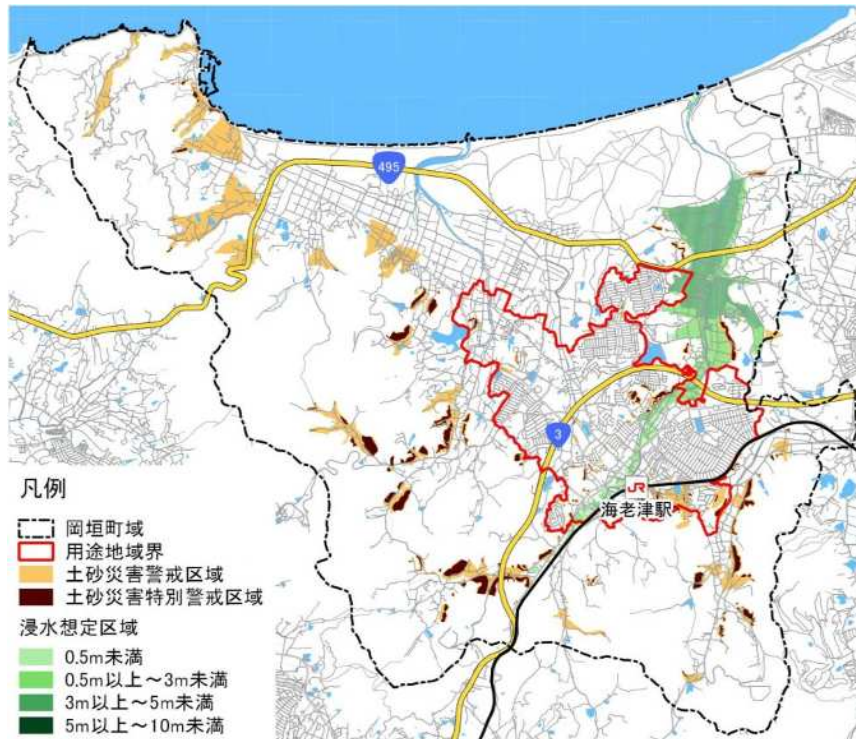 495
3
JR
海老津駅
凡例
岡垣町域
用途地域界
土砂災害警戒区域
土砂災害特別警戒区域
浸水想定区域
0.5m未満
0.5m以上~3m未満
3m以上~5m未満
5m以上~10m未満